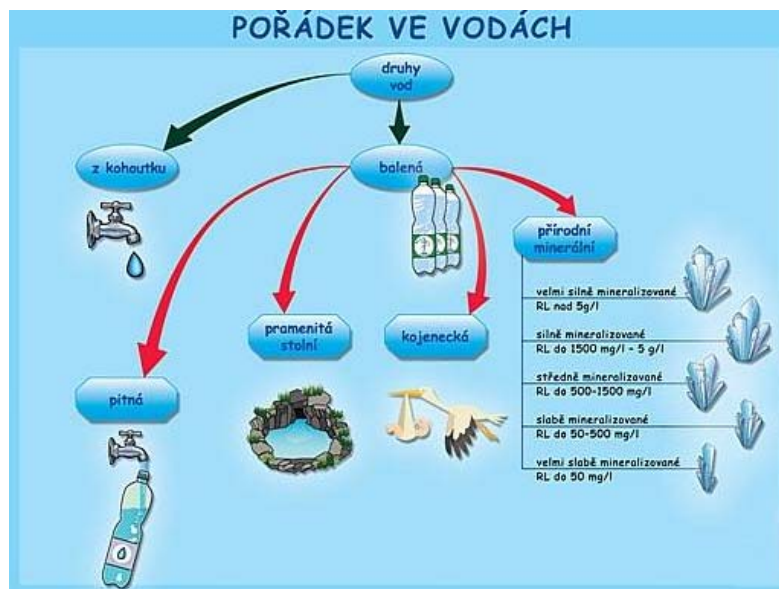 POŘÁDEK VE VODÁCH
druhy
vod
z kohoutku
balená
přírodní
minerální
velmi silně mineralizované
RL nad 5g/l
silně mineralizované
RL do 1500 mg/l - 5 g/l
středně mineralizované
RL do 500-1500 mg/l
slabě mineralizované
RL do 50-500 mg/l
velmi slabě mineralizované
RL do 50 mg/l
pramenitá
stolní
kojenecká
pitná